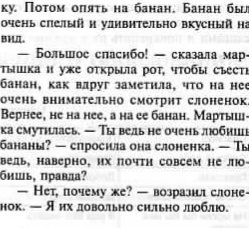 ку. Потом опять на банан. Банан был
очень спелый и удивительно вкусный на
вид.
— Большое спасибо! — сказала мар-
тышка и уже открыла рот, чтобы съесть
банан, как вдруг заметила, что на нее
очень внимательно смотрит слоненок.
Вернее, не на нее, а на ее банан. Мартыш-
ка смутилась. — Ты ведь не очень любишь
бананы? — спросила она слоненка. — Ты
ведь, наверно, их почти совсем не лю-
бишь, правда?
— Нет, почему же? — возразил слоне-
нок. — Я их довольно сильно люблю.